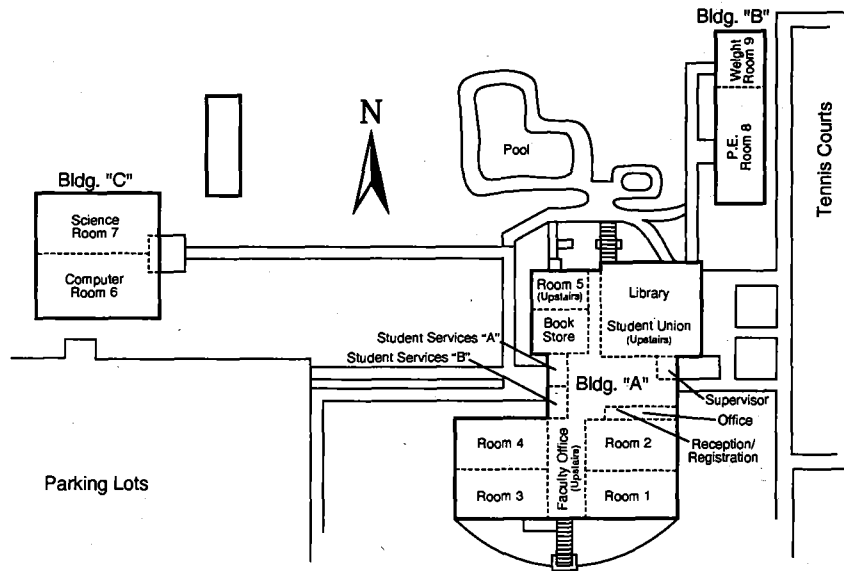 Bldg. "B"
Weight
Room 9
P.E.
Room 8
Tennis Courts
N
Pool
Bldg. "C"
Science
Room 7
Computer
Room 6
Room 5
(Upstairs)
Library
Book
Store
Student Union
(Upstairs)
Student Services "A"
Student Services "B"
Bldg. "A"
Supervisor
Office
Reception/
Registration
Room 4
Room 2
Faculty Office
(Upstairs)
Room 3
Room 1
Parking Lots